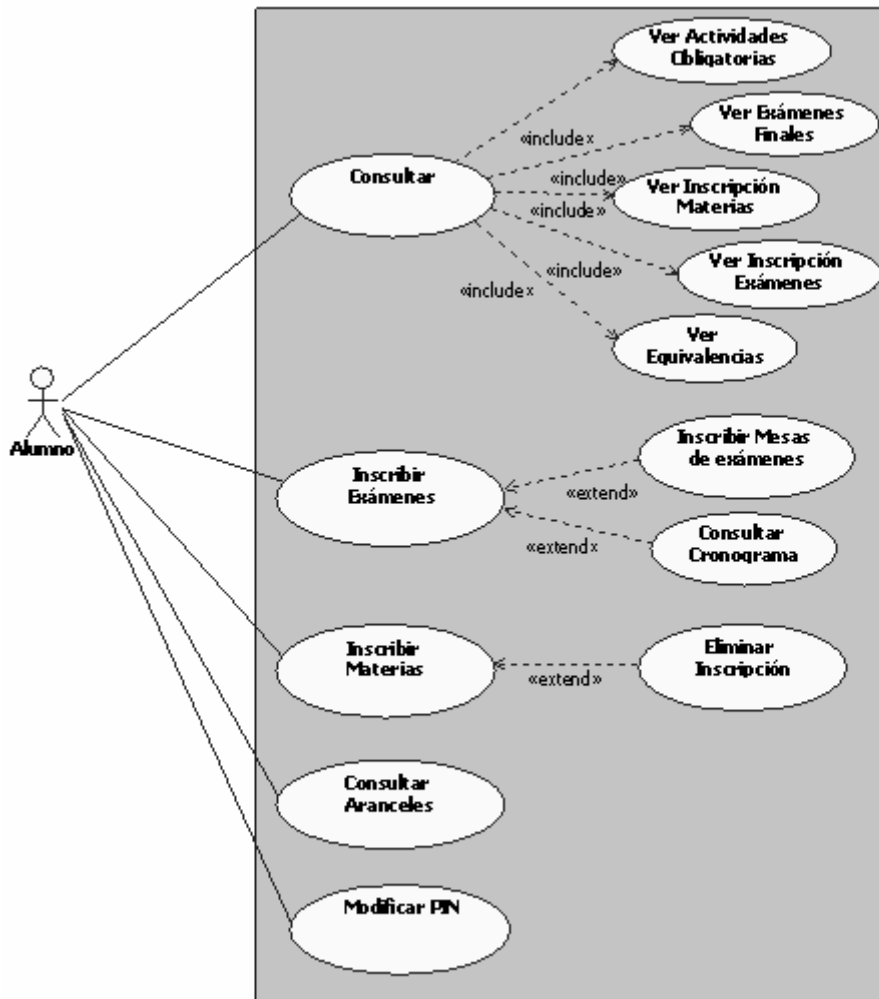 Ver Actividades
Obligatorias
Ver Exámenes
Finales
«include»
Consultar
«include»
Ver Inscripción
Materias
«include»
Ver Inscripción
Exámenes
«include»
«include»
Ver
Equivalencias
Alumno
Inscribir Mesas
de exámenes
Inscribir
Exámenes
«extend»
Consultar
Cronograma
«extend»
Inscribir
Materias
Eliminar
Inscripción
«extend»
Consultar
Aranceles
Modificar PIN